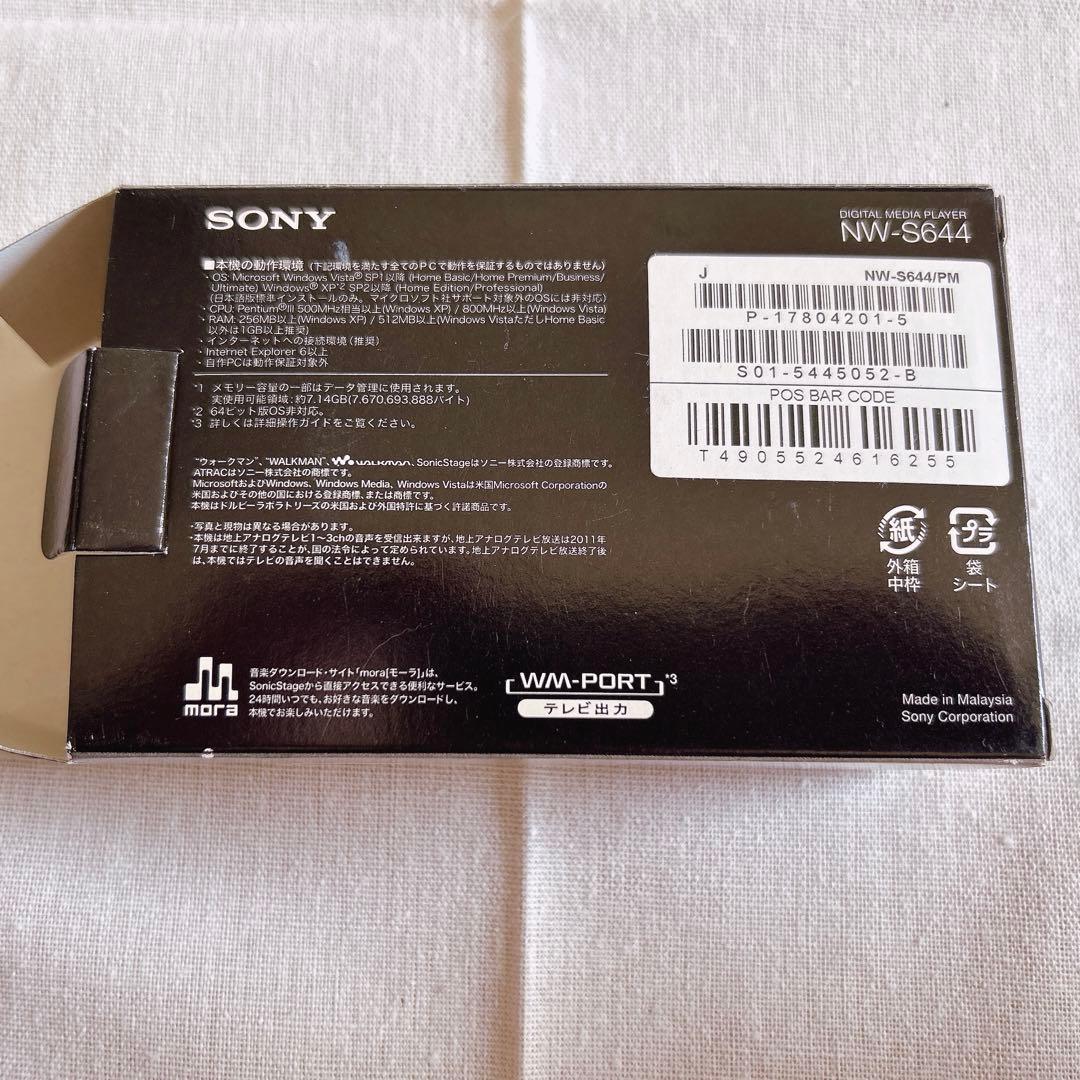 SONY
DIGITAL MEDIA PLAYER
NW-S644
■本機の動作環境 (下記環境を満たす全てのPCで動作を保証するものではありません)
・OS: Microsoft Windows Vista® SP1以降 (Home Basic/Home Premium/Business/
Ultimate) Windows® XP*2 SP2以降 (Home Edition/Professional)
(日本語版標準インストールのみ。マイクロソフト社サポート対象外のOSには非対応)
・CPU: Pentium®III 500MHz相当以上(Windows XP) / 800MHz以上(Windows Vista)
・RAM: 256MB以上(Windows XP) / 512MB以上(Windows VistaただしHome Basic
以外は1GB以上推奨)
・インターネットへの接続環境(推奨)
・Internet Explorer 6以上
・自作PCは動作保証対象外
*1 メモリー容量の一部はデータ管理に使用されます。
実使用可能領域:約7.14GB(7,670,693,888バイト)
*2 64ビット版OS非対応。
*3 詳しくは詳細操作ガイドをご覧ください。
"ウォークマン"、"WALKMAN"、WALKMAN、SonicStageはソニー株式会社の登録商標です。
ATRACはソニー株式会社の商標です。
MicrosoftおよびWindows、Windows Media、Windows Vistaは米国Microsoft Corporationの
米国およびその他の国における登録商標、または商標です。
本機はドルビーラボラトリーズの米国および外国特許に基づく許諾商品です。
・写真と現物は異なる場合があります。
・本機は地上アナログテレビ1〜3chの音声を受信出来ますが、地上アナログテレビ放送は2011年
7月までに終了することが、国の法令によって定められています。地上アナログテレビ放送終了後
は、本機ではテレビの音声を聞くことはできません。
J NW-S644/PM
P-17804201-5
S01-5445052-B
POS BAR CODE
T4905524616255
紙 プラ
外箱 袋
中枠 シート
mora
音楽ダウンロード・サイト「mora[モーラ]」は、
SonicStageから直接アクセスできる便利なサービス。
24時間いつでも、お好きな音楽をダウンロードし、
本機でお楽しみいただけます。
WM-PORT*3
テレビ出力
Made in Malaysia
Sony Corporation